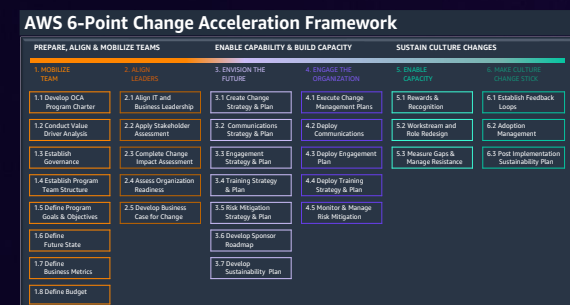 AWS 6-Point Change Acceleration Framework
PREPARE, ALIGN & MOBILIZE TEAMS
ENABLE CAPABILITY & BUILD CAPACITY
SUSTAIN CULTURE CHANGES
1. MOBILIZE
TEAM
2. ALIGN
LEADERS
3. ENVISION THE
FUTURE
4. ENGAGE THE
ORGANIZATION
5. ENABLE
CAPACITY
6. MAKE CULTURE
CHANGE STICK
1.1 Develop OCA
Program Charter
1.2 Conduct Value
Driver Analysis
1.3 Establish
Governance
1.4 Establish Program
Team Structure
1.5 Define Program
Goals & Objectives
1.6 Define
Future State
1.7 Define
Business Metrics
1.8 Define Budget
2.1 Align IT and
Business Leadership
2.2 Apply Stakeholder
Assessment
2.3 Complete Change
Impact Assessment
2.4 Assess Organization
Readiness
2.5 Develop Business
Case for Change
3.1 Create Change
Strategy & Plan
3.2 Communications
Strategy & Plan
3.3 Engagement
Strategy & Plan
3.4 Training Strategy
& Plan
3.5 Risk Mitigation
Strategy & Plan
3.6 Develop Sponsor
Roadmap
3.7 Develop
Sustainability Plan
4.1 Execute Change
Management Plans
4.2 Deploy
Communications
4.3 Deploy Engagement
Plan
4.4 Deploy Training
Strategy & Plan
4.5 Monitor & Manage
Risk Mitigation
5.1 Rewards &
Recognition
5.2 Workstream and
Role Redesign
5.3 Measure Gaps &
Manage Resistance
6.1 Establish Feedback
Loops
6.2 Adoption
Management
6.3 Post Implementation
Sustainability Plan